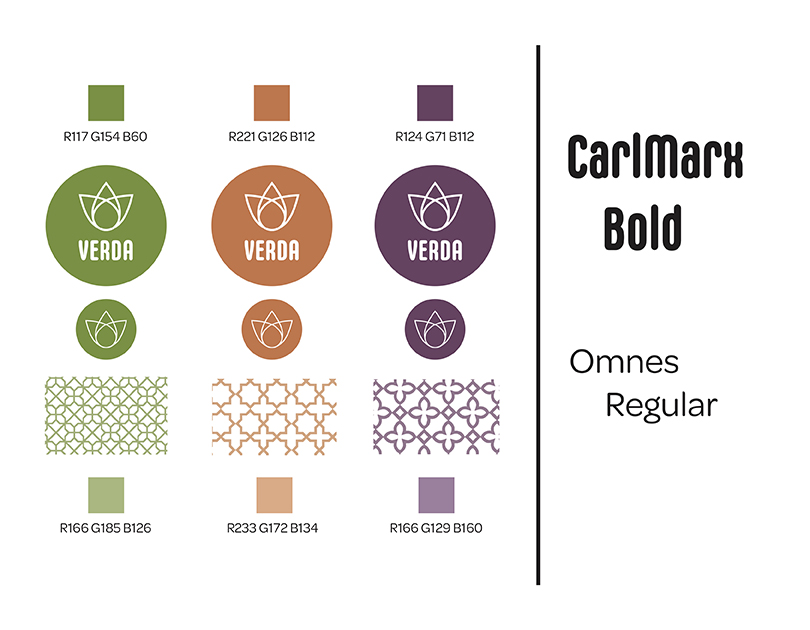 R117 G154 B60
R221 G126 B112
R124 G71 B112
VERDA
VERDA
VERDA
R166 G185 B126
R233 G172 B134
R166 G129 B160
CarlMarx
Bold
Omnes
Regular